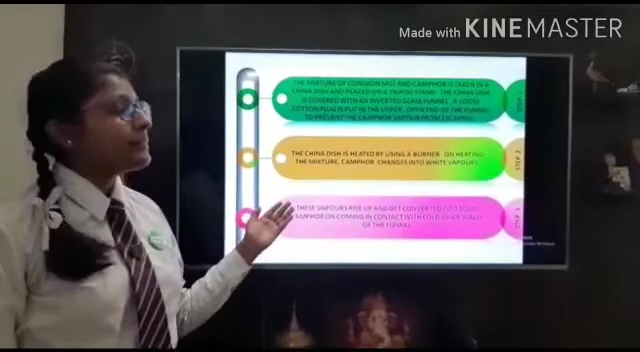 Made with KINEMASTER
THE MIXTURE OF COMMON SALT AND CAMPHOR IS TAKEN IN A
CHINA DISH AND PLACED ON A TRIPOD STAND . THE CHINA DISH
IS COVERED WITH AN INVERTED GLASS FUNNEL . A LOOSE
COTTON PLUG IS PUT IN THE UPPER , OPEN END OF THE FUNNEL
TO PREVENT THE CAMPHOR VAPOUR FROM ESCAPING.
STEP 1
THE CHINA DISH IS HEATED BY USING A BURNER . ON HEATING
THE MIXTURE, CAMPHOR CHANGES INTO WHITE VAPOURS
STEP 2
THESE VAPOURS RISE UP AND GET CONVERTED INTO SOLID
CAMPHOR ON COMING IN CONTACT WITH COLD INNER WALLS
OF THE FUNNEL
STEP 3